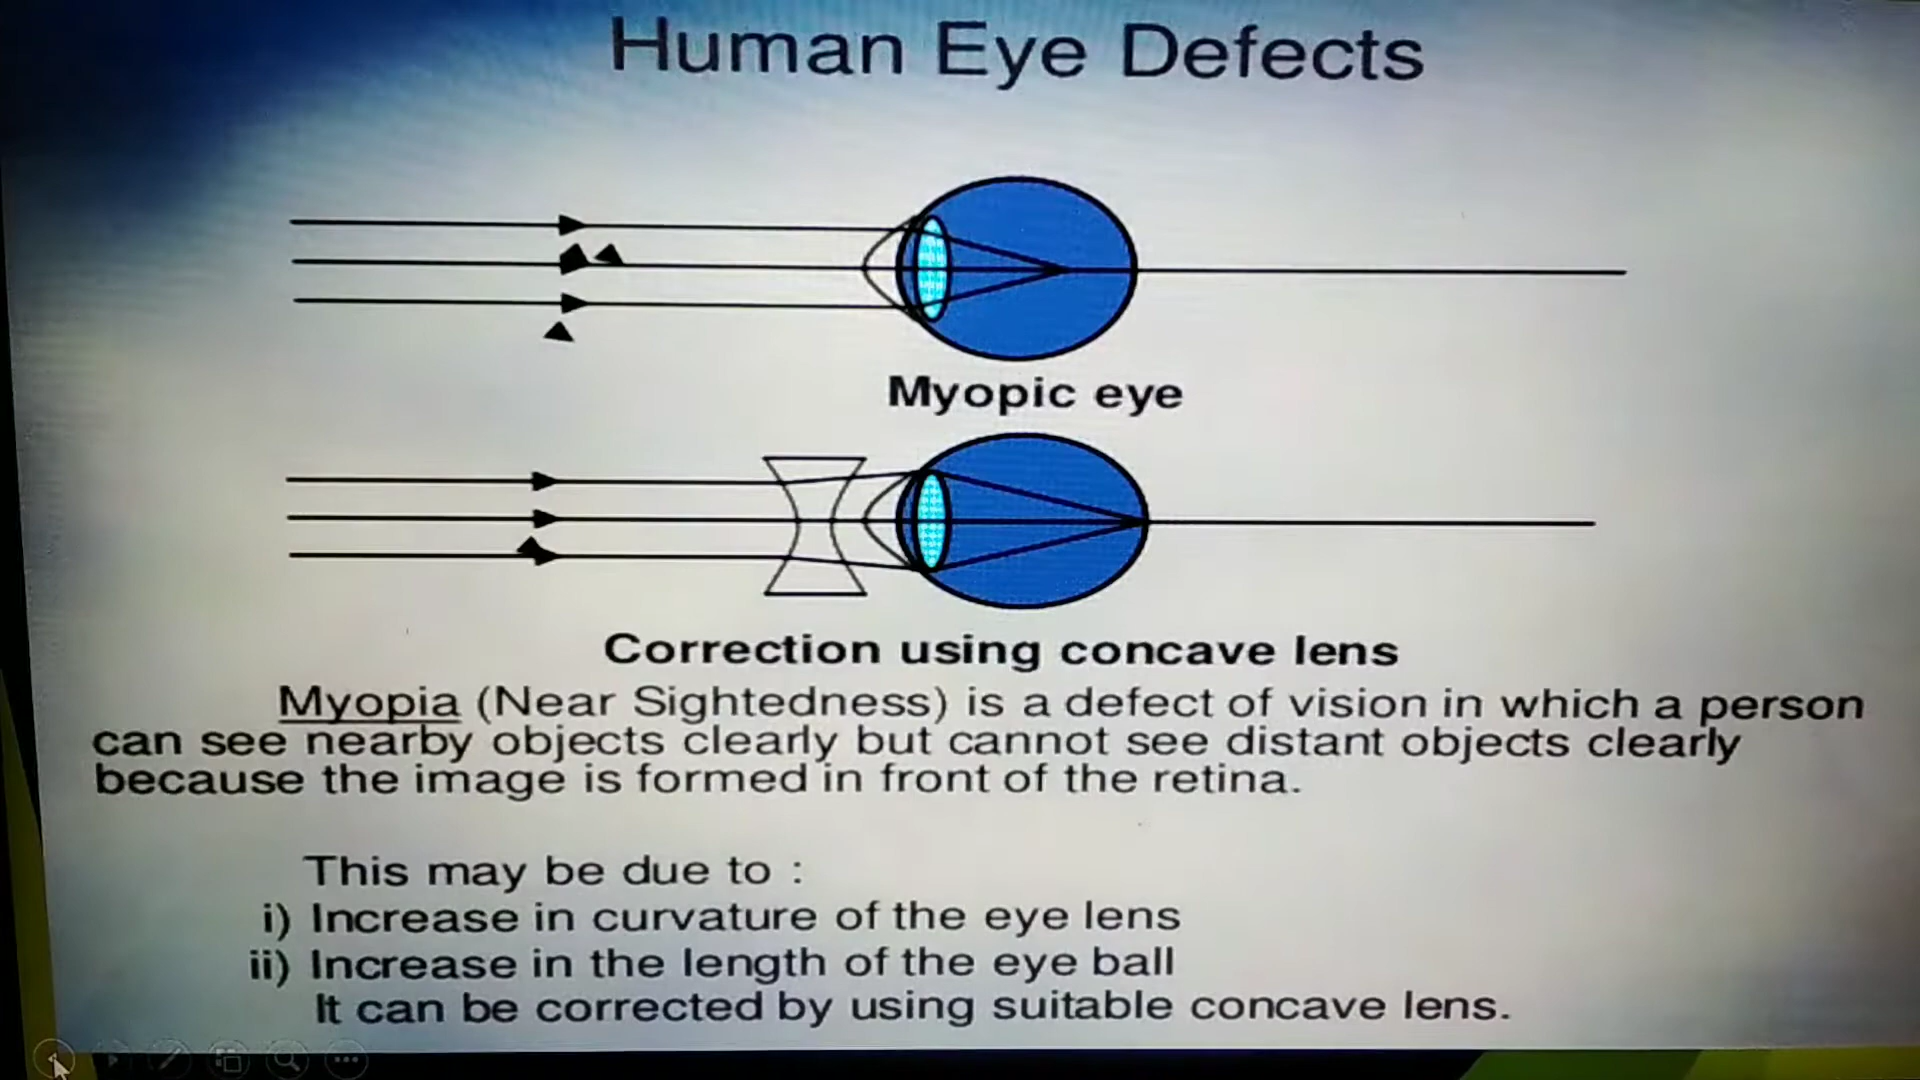 Human Eye Defects
Myopic eye
Correction using concave lens
Myopia (Near Sightedness) is a defect of vision in which a person
can see nearby objects clearly but cannot see distant objects clearly
because the image is formed in front of the retina.
This may be due to :
i) Increase in curvature of the eye lens
ii) Increase in the length of the eye ball
It can be corrected by using suitable concave lens.